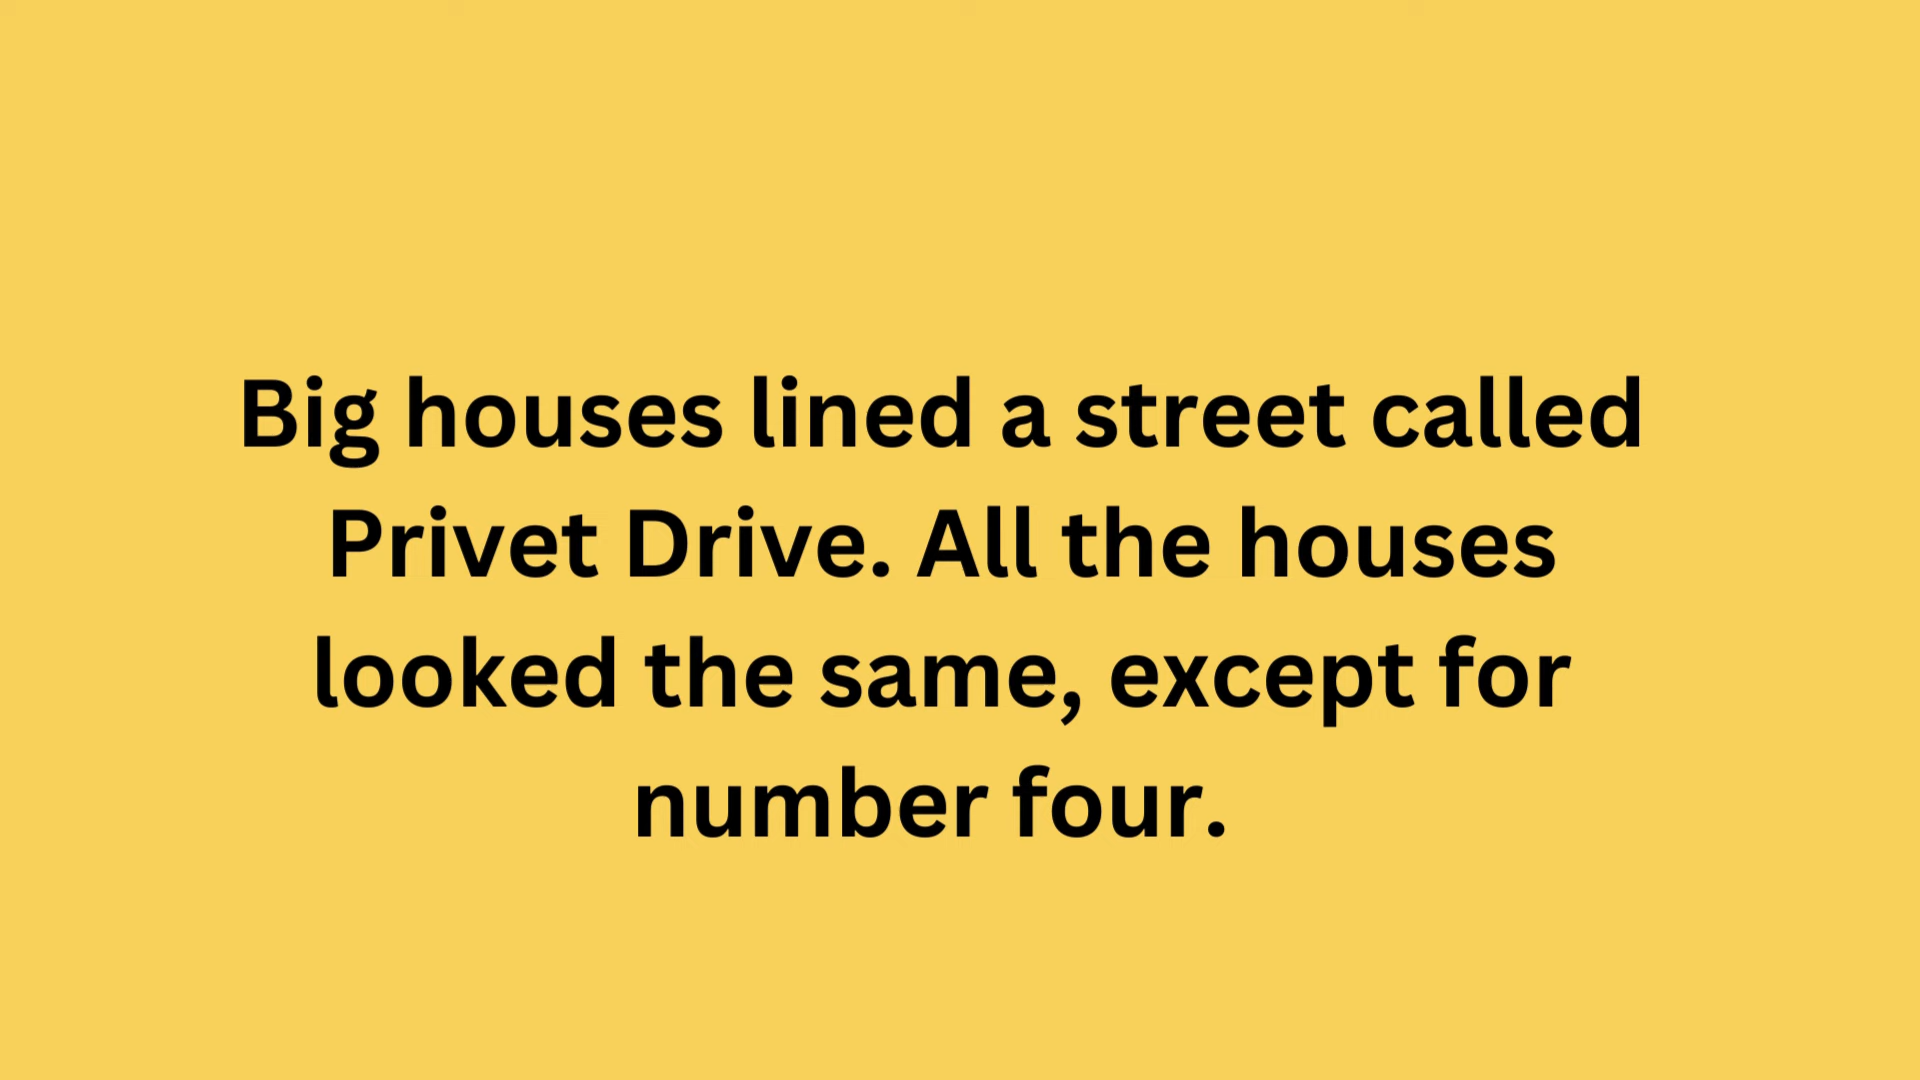 Big houses lined a street called
Privet Drive. All the houses
looked the same, except for
number four.